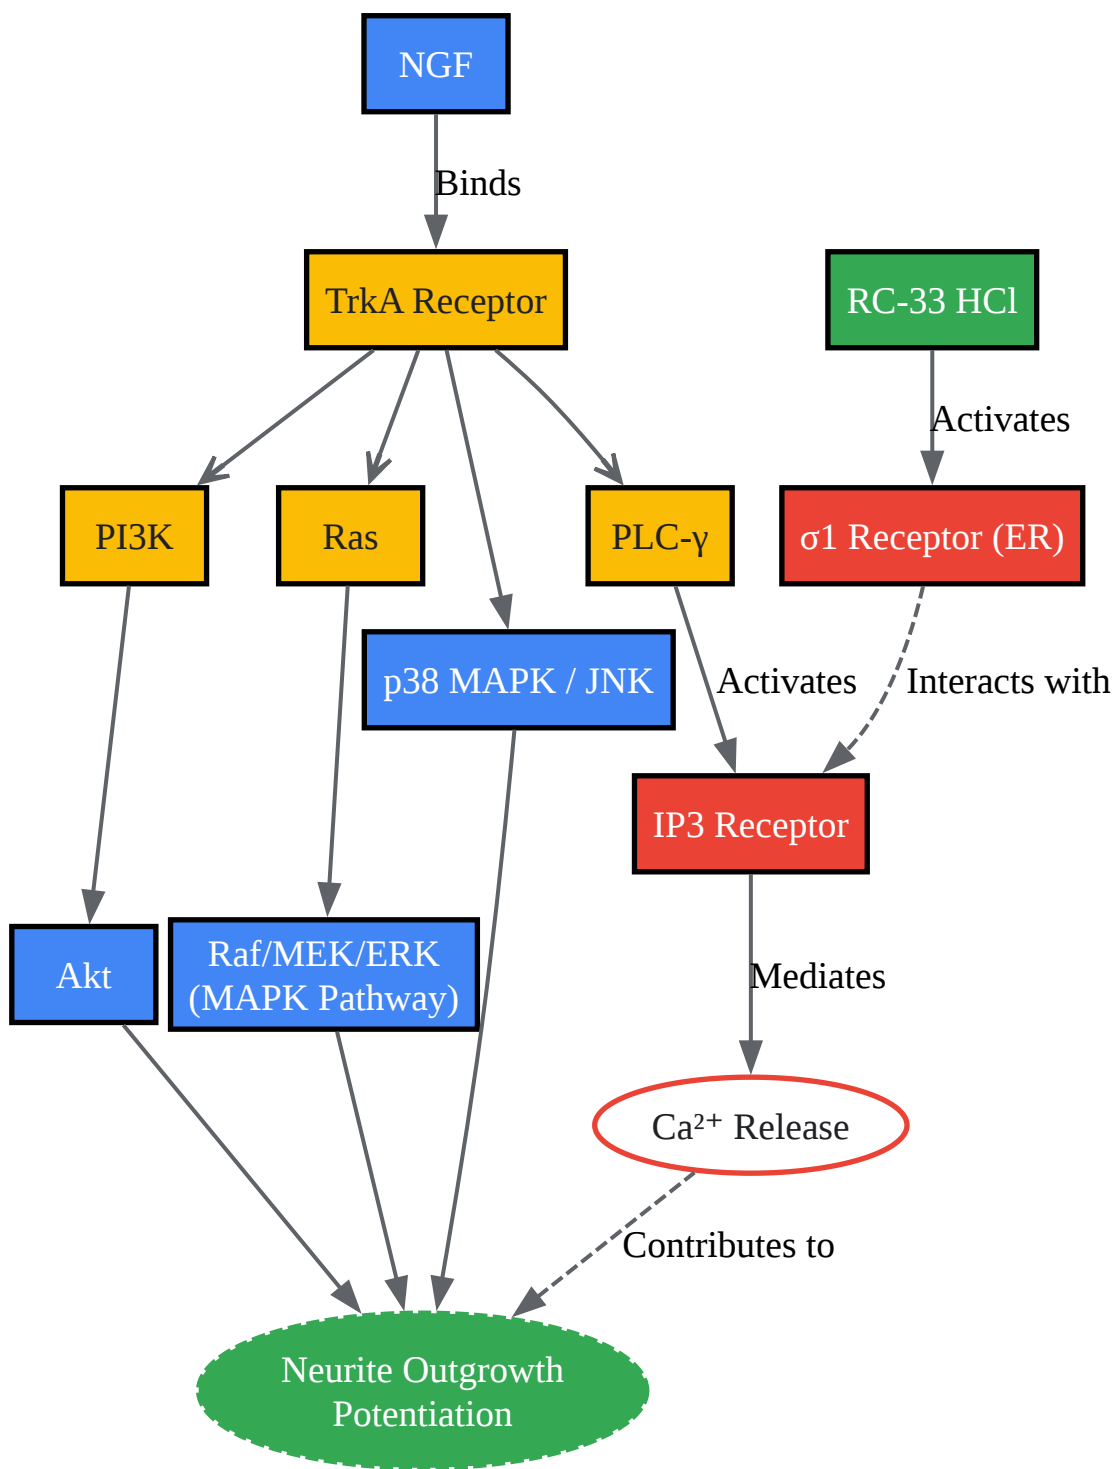 NGF
Binds
TrkA Receptor
RC-33 HCl
Activates
PI3K
Ras
PLC-γ
σ1 Receptor (ER)
p38 MAPK / JNK
Activates
Interacts with
IP3 Receptor
Akt
Raf/MEK/ERK
(MAPK Pathway)
Mediates
Ca²⁺ Release
Contributes to
Neurite Outgrowth
Potentiation